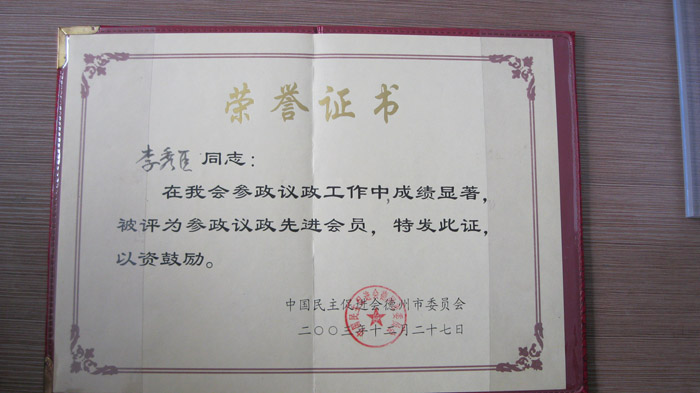 荣誉证书
李秀臣 同志：
在我会参政议政工作中,成绩显著，
被评为参政议政先进会员，特发此证，
以资鼓励。
中国民主促进会德州市委员会
二〇〇三年十二月二十七日